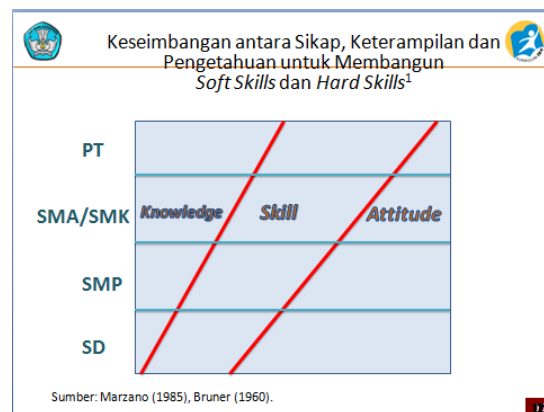 Keseimbangan antara Sikap, Keterampilan dan
Pengetahuan untuk Membangun
Soft Skills dan Hard Skills¹
PT
SMA/SMK Knowledge Skill Attitude
SMP
SD
Sumber: Marzano (1985), Bruner (1960).